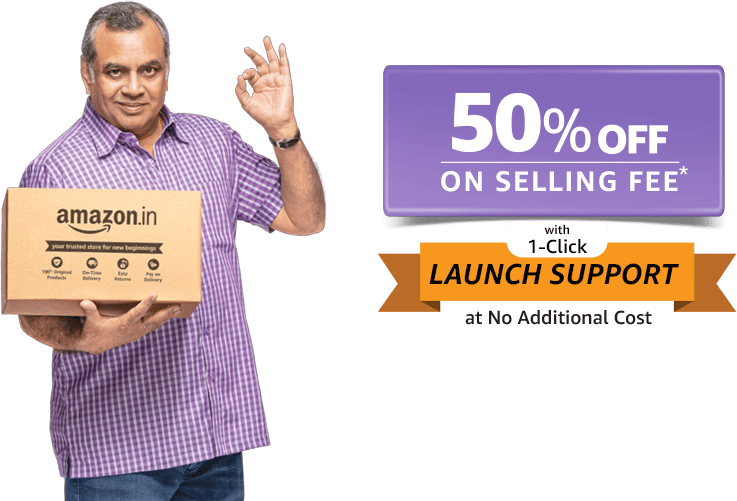 amazon.in
your trusted store for new beginnings
100% Original
Products
On-Time
Delivery
Easy
Returns
Pay on
Delivery
50% OFF
ON SELLING FEE*
with
1-Click
LAUNCH SUPPORT
at No Additional Cost